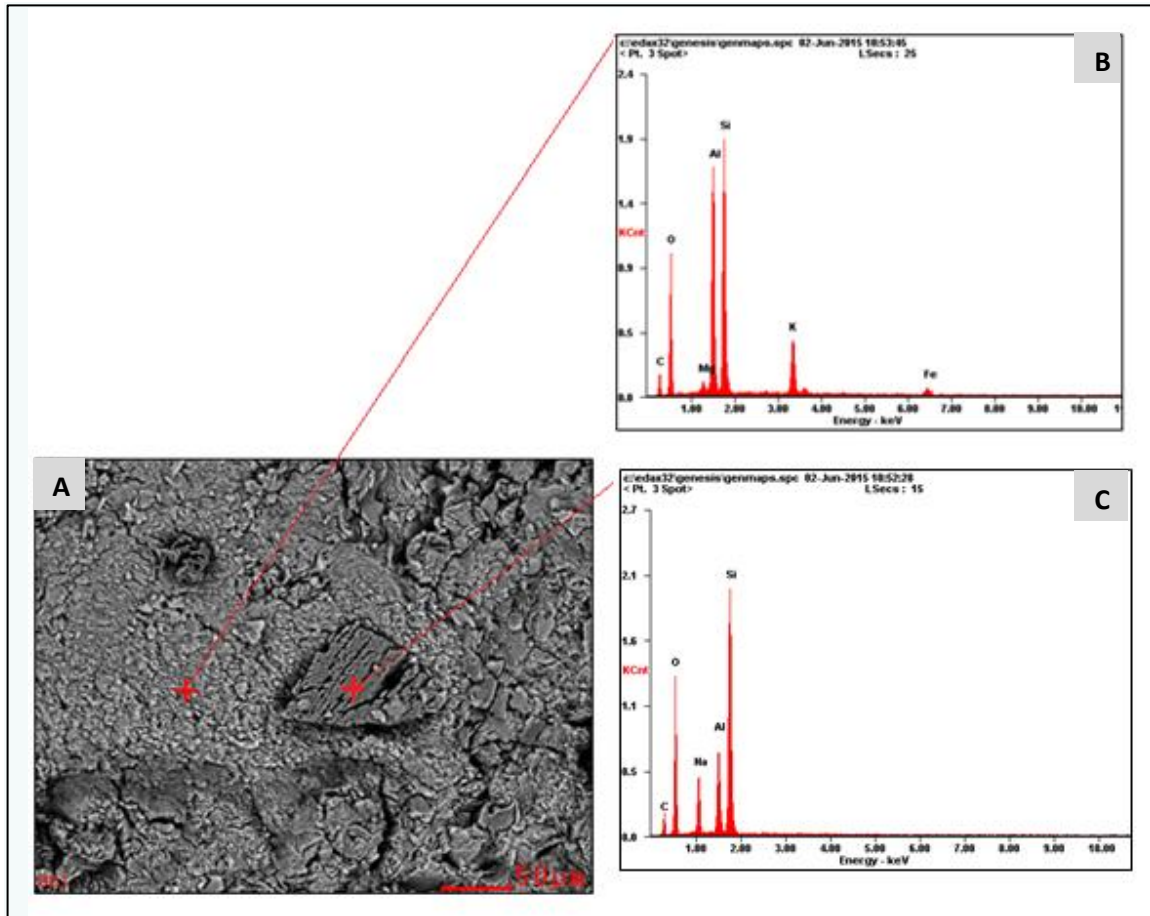 c:\edax32\genesis\genmaps.spc 02-Jun-2015 18:53:45
< Pt. 3 Spot> LSecs : 25
B
2.4
Si
1.9
Al
1.4
KCnt
O
0.9
0.5
K
C
Mg
Fe
0.0
1.00 2.00 3.00 4.00 5.00 6.00 7.00 8.00 9.00 10.00
Energy - keV
A
50µm
c:\edax32\genesis\genmaps.spc 02-Jun-2015 18:52:28
< Pt. 3 Spot> LSecs : 15
C
2.7
Si
2.1
O
1.6
KCnt
1.1
Al
Na
0.5
C
0.0
1.00 2.00 3.00 4.00 5.00 6.00 7.00 8.00 9.00 10.00
Energy - keV